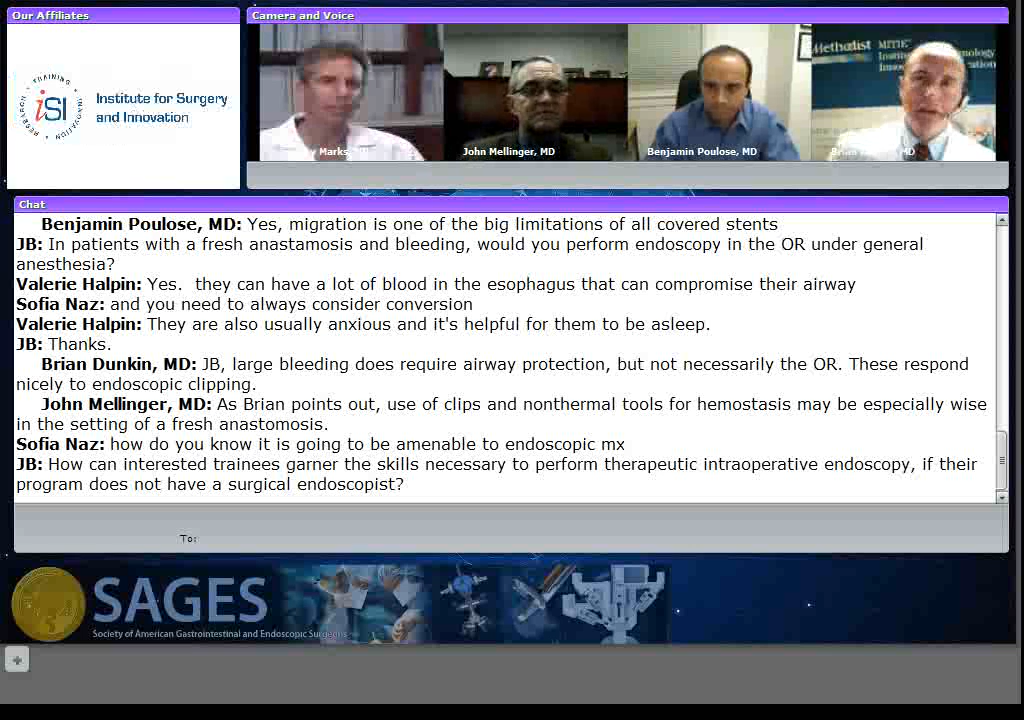 Our Affiliates
Camera and Voice
TRAINING
INNOVATION
RESEARCH
iSI
Institute for Surgery
and Innovation
Methodist MITIE
Marks
John Mellinger, MD
Benjamin Poulose, MD
MD
Chat
Benjamin Poulose, MD: Yes, migration is one of the big limitations of all covered stents
JB: In patients with a fresh anastamosis and bleeding, would you perform endoscopy in the OR under general
anesthesia?
Valerie Halpin: Yes.  they can have a lot of blood in the esophagus that can compromise their airway
Sofia Naz: and you need to always consider conversion
Valerie Halpin: They are also usually anxious and it's helpful for them to be asleep.
JB: Thanks.
Brian Dunkin, MD: JB, large bleeding does require airway protection, but not necessarily the OR. These respond
nicely to endoscopic clipping.
John Mellinger, MD: As Brian points out, use of clips and nonthermal tools for hemostasis may be especially wise
in the setting of a fresh anastomosis.
Sofia Naz: how do you know it is going to be amenable to endoscopic mx
JB: How can interested trainees garner the skills necessary to perform therapeutic intraoperative endoscopy, if their
program does not have a surgical endoscopist?
To:
SAGES
Society of American Gastrointestinal and Endoscopic Surgeons